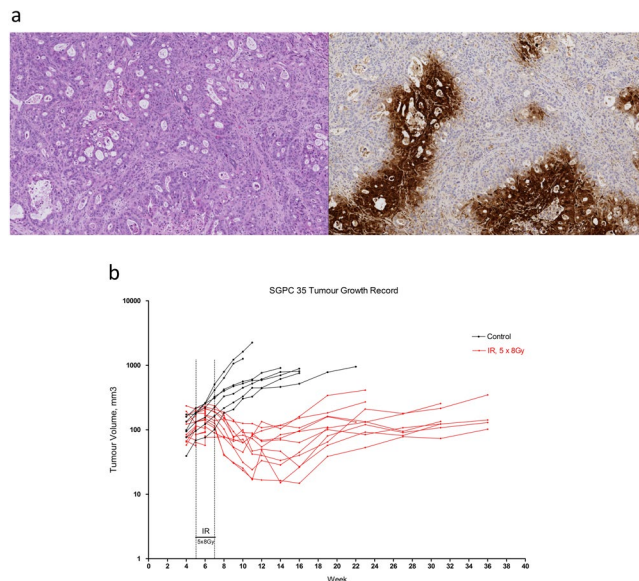 a
b
SGPC 35 Tumour Growth Record
10000
1000
100
10
1
Tumour Volume, mm3
Control
IR, 5 x 8Gy
IR
5x8Gy
0 2 4 6 8 10 12 14 16 18 20 22 24 26 28 30 32 34 36 38 40
Week